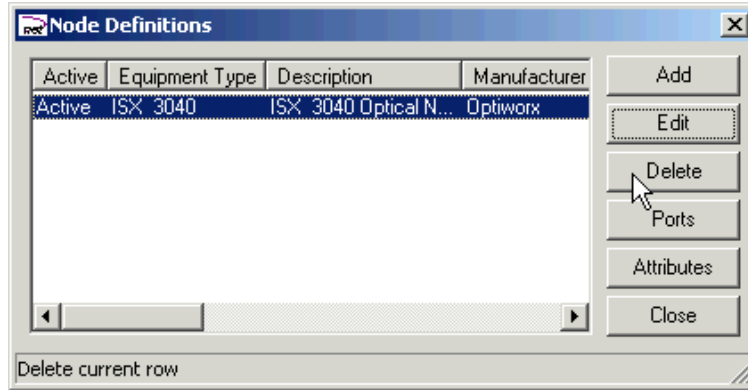 Node Definitions
Active Equipment Type Description Manufacturer
Active ISX 3040 ISX 3040 Optical N... Optiworx
Add
Edit
Delete
Ports
Attributes
Close
Delete current row